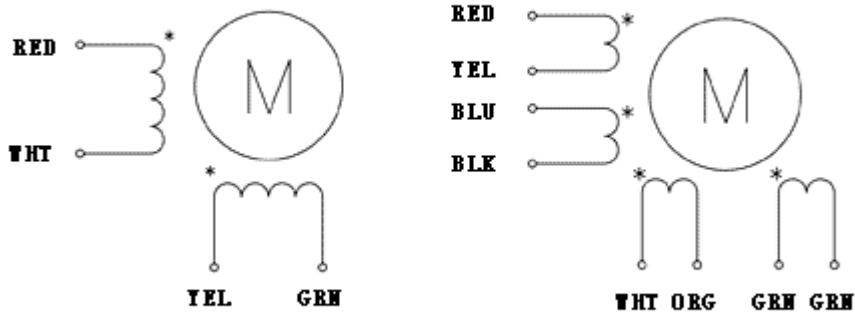 RED
*
WHT
M
*
YEL GRN
RED
*
YEL
BLU
*
BLK
M
* *
WHT ORG GRN GRN